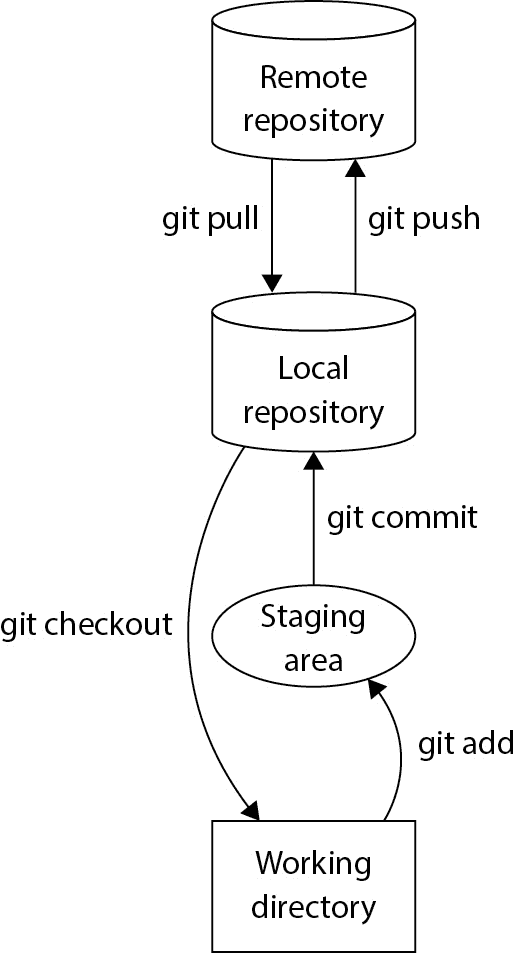 Remote
repository
git pull
git push
Local
repository
git commit
git checkout
Staging
area
git add
Working
directory